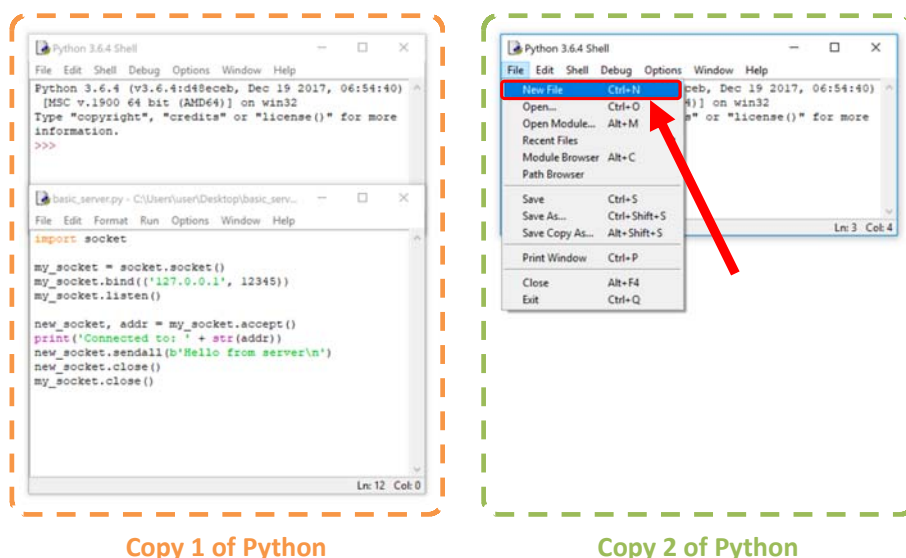 Python 3.6.4 Shell
File Edit Shell Debug Options Window Help
Python 3.6.4 (v3.6.4:d48eceb, Dec 19 2017, 06:54:40)
[MSC v.1900 64 bit (AMD64)] on win32
Type "copyright", "credits" or "license()" for more
information.
>>>
basic_server.py - C:\Users\user\Desktop\basic_serv...
File Edit Format Run Options Window Help
import socket
my_socket = socket.socket()
my_socket.bind(('127.0.0.1', 12345))
my_socket.listen()
new_socket, addr = my_socket.accept()
print('Connected to: ' + str(addr))
new_socket.sendall(b'Hello from server\n')
new_socket.close()
my_socket.close()
Ln: 12 Col: 0
Copy 1 of Python
Python 3.6.4 Shell
File Edit Shell Debug Options Window Help
New File Ctrl+N
Open... Ctrl+O
Open Module... Alt+M
Recent Files
Module Browser Alt+C
Path Browser
Save Ctrl+S
Save As... Ctrl+Shift+S
Save Copy As... Alt+Shift+S
Print Window Ctrl+P
Close Alt+F4
Exit Ctrl+Q
ceb, Dec 19 2017, 06:54:40)
4)] on win32
s" or "license()" for more
Ln: 3 Col: 4
Copy 2 of Python